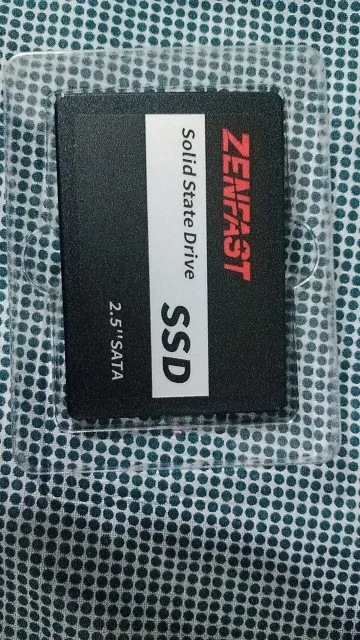 ZENFAST
Solid State Drive SSD
2.5"SATA